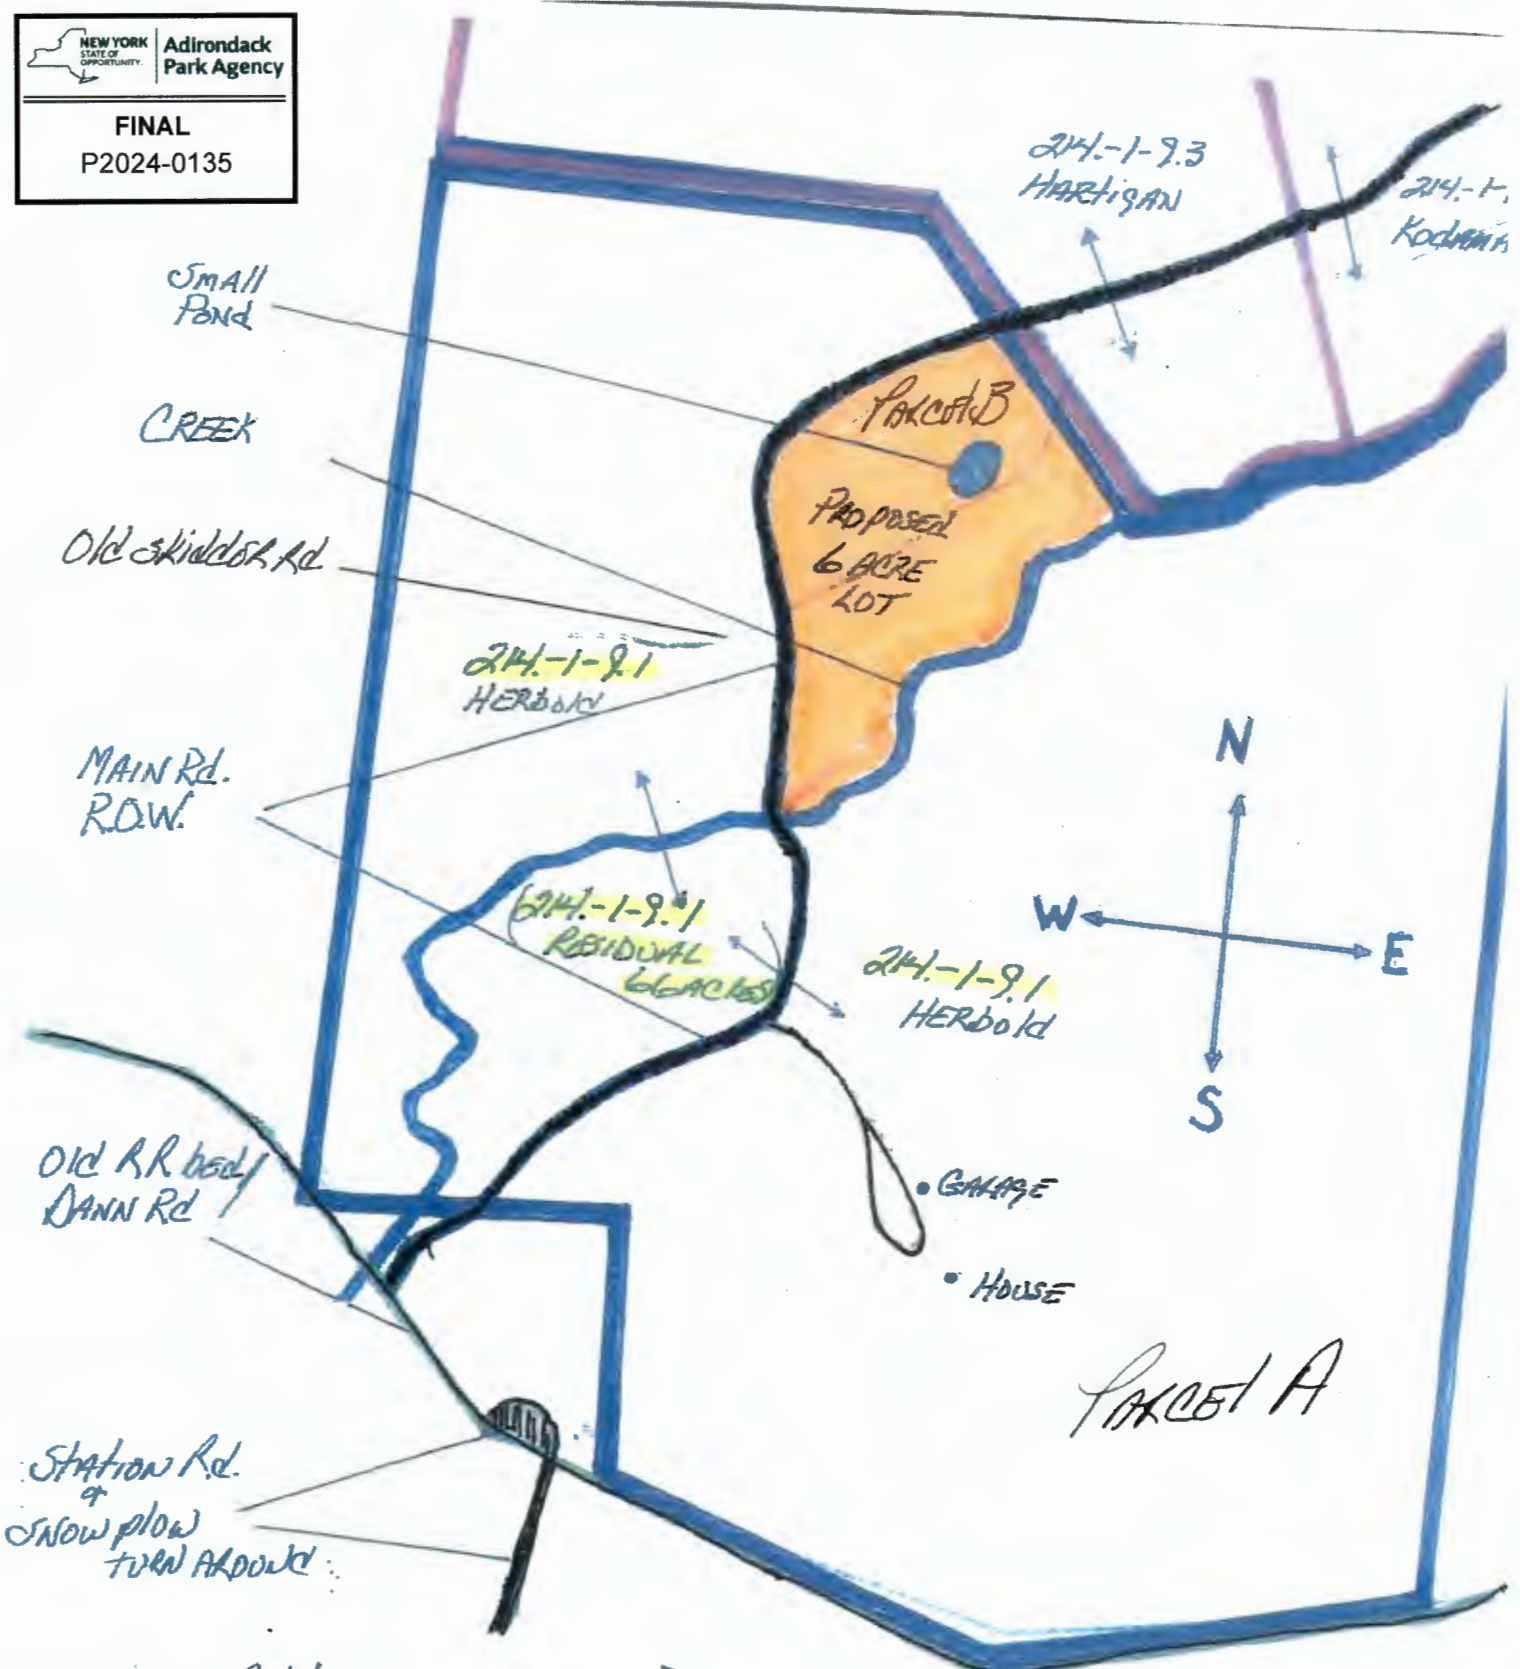 NEW YORK
STATE OF
OPPORTUNITY.
Adirondack
Park Agency
FINAL
P2024-0135
214.-1-9.3
HARtigAN
214.-1-
Small
Pond
CREEK
Old Skidder Rd.
Parcel B
Proposed
6 ACRE
LOT
214.-1-9.1
HERbold
MAIN Rd.
R.O.W.
N
W
E
S
214.-1-9.1
RESIDUAL
66 ACRES
214.-1-9.1
HERbold
Old RR bed/
DANN Rd
GARAGE
HOUSE
PARCEl A
StAtion Rd.
&
SNOW plow
TURN AROUND